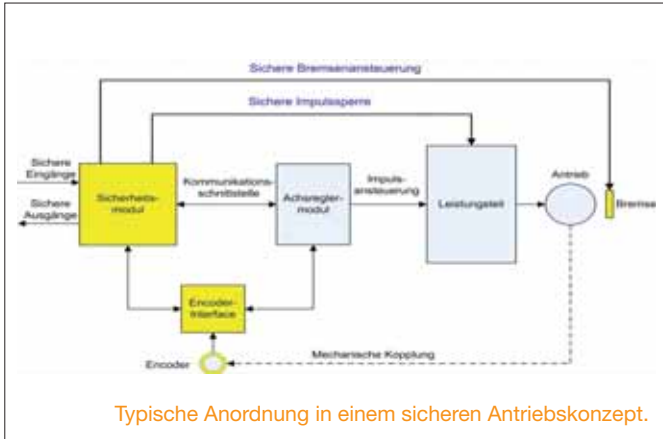 Sichere Bremsenansteuerung
Sichere Impulssperre
Sichere
Eingänge
Sichere
Ausgänge
Sicherheits-
modul
Kommunikations-
schnittstelle
Achsregler-
modul
Impuls-
ansteuerung
Leistungsteil
Antrieb
Bremse
Encoder-
Interface
Encoder
Mechanische Kopplung
Typische Anordnung in einem sicheren Antriebskonzept.